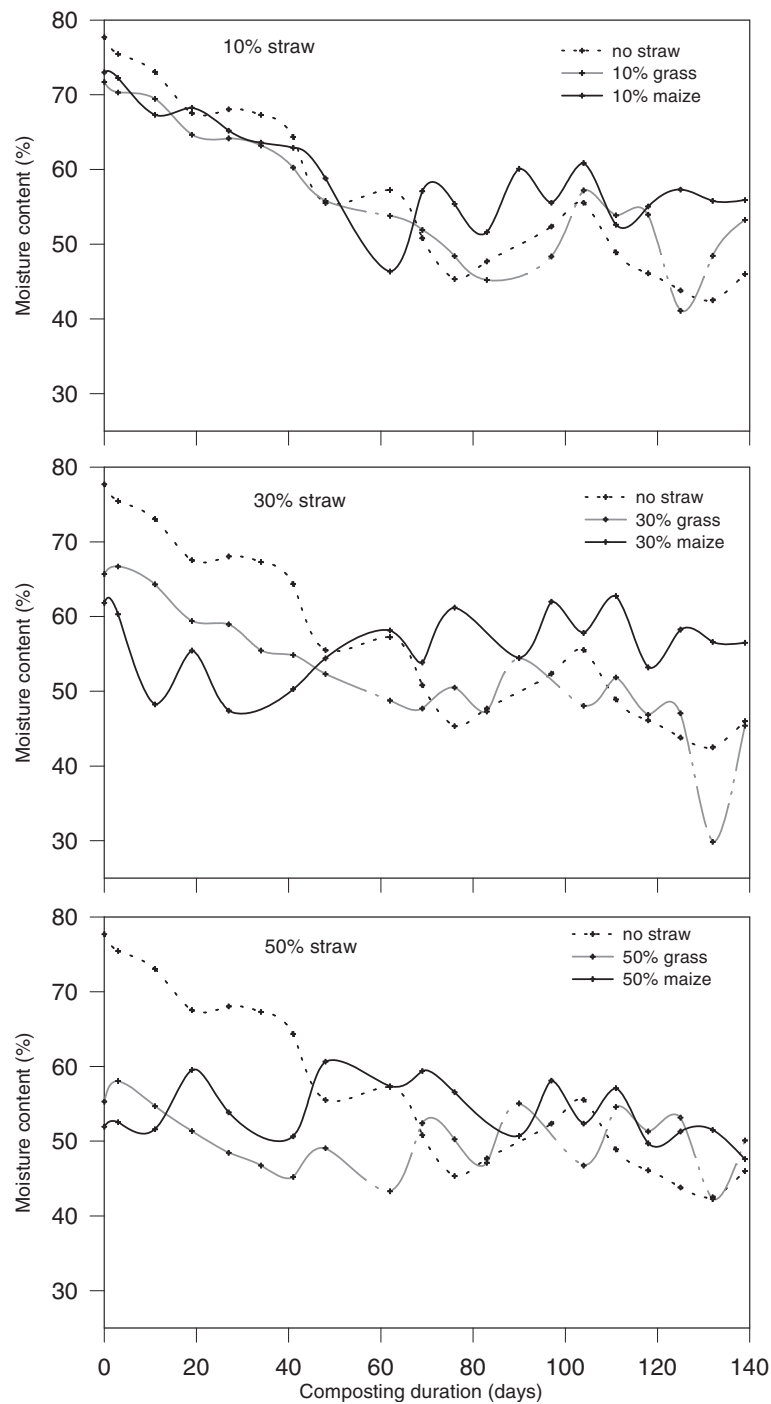 80
10% straw
no straw
10% grass
10% maize
70
60
50
40
30
Moisture content (%)
80
30% straw
no straw
30% grass
30% maize
70
60
50
40
30
Moisture content (%)
80
50% straw
no straw
50% grass
50% maize
70
60
50
40
30
Moisture content (%)
0 20 40 60 80 100 120 140
Composting duration (days)